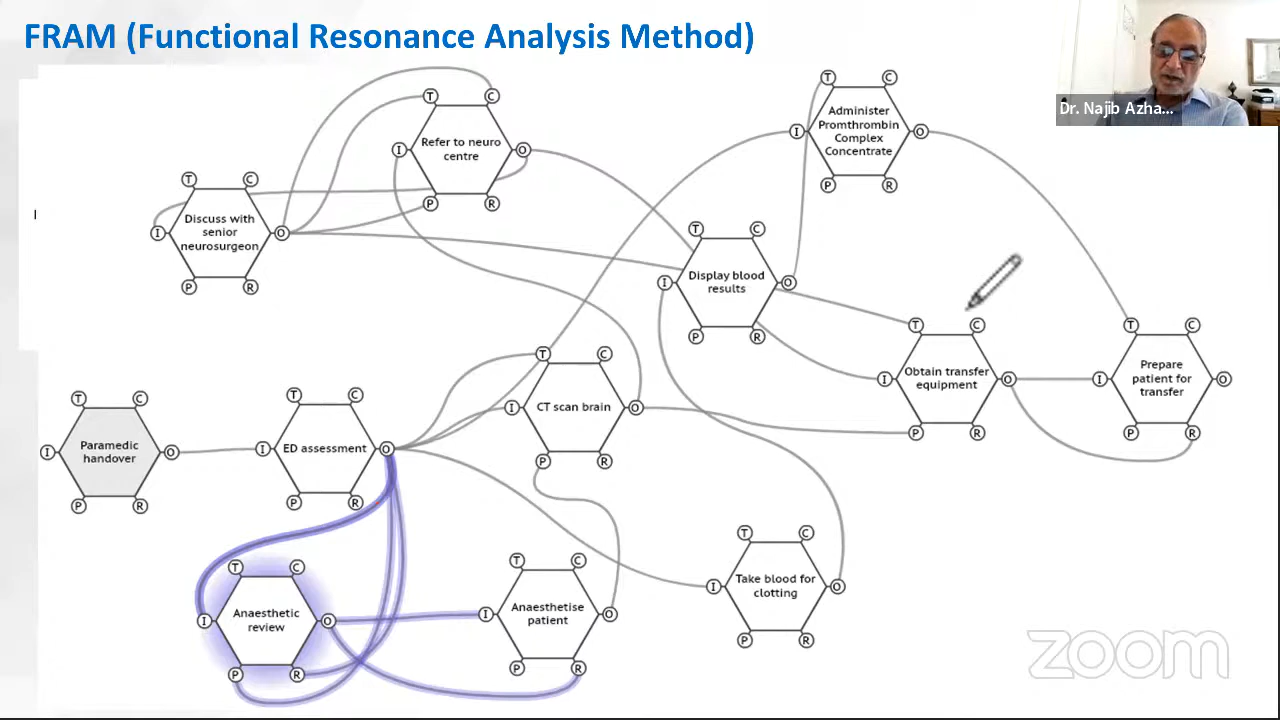 FRAM (Functional Resonance Analysis Method)
Dr. Najib Azha...
I
T C
Refer to neuro
centre
I O
P R
T C
Administer
Promthrombin
Complex
Concentrate
I O
P R
T C
Discuss with
senior
neurosurgeon
I O
P R
T C
Display blood
results
I O
P R
T C
Obtain transfer
equipment
I O
P R
T C
Prepare
patient for
transfer
I O
P R
T C
CT scan brain
I O
P R
T C
Paramedic
handover
I O
P R
T C
ED assessment
I O
P R
T C
Anaesthetic
review
I O
P R
T C
Anaesthetise
patient
I O
P R
T C
Take blood for
clotting
I O
P R
zoom